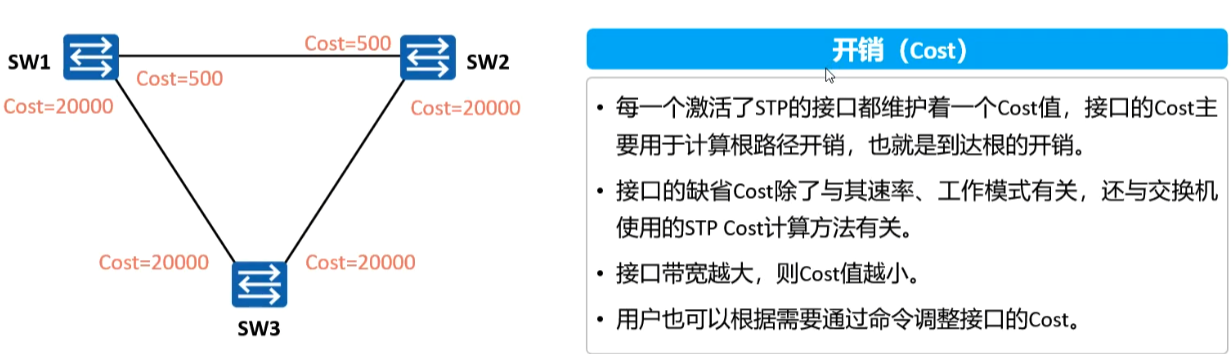 Cost=500
SW1
SW2
Cost=500
Cost=20000
Cost=20000
Cost=20000
Cost=20000
SW3
开销（Cost）
• 每一个激活了STP的接口都维护着一个Cost值，接口的Cost主
要用于计算根路径开销，也就是到达根的开销。
• 接口的缺省Cost除了与其速率、工作模式有关，还与交换机
使用的STP Cost计算方法有关。
• 接口带宽越大，则Cost值越小。
• 用户也可以根据需要通过命令调整接口的Cost。